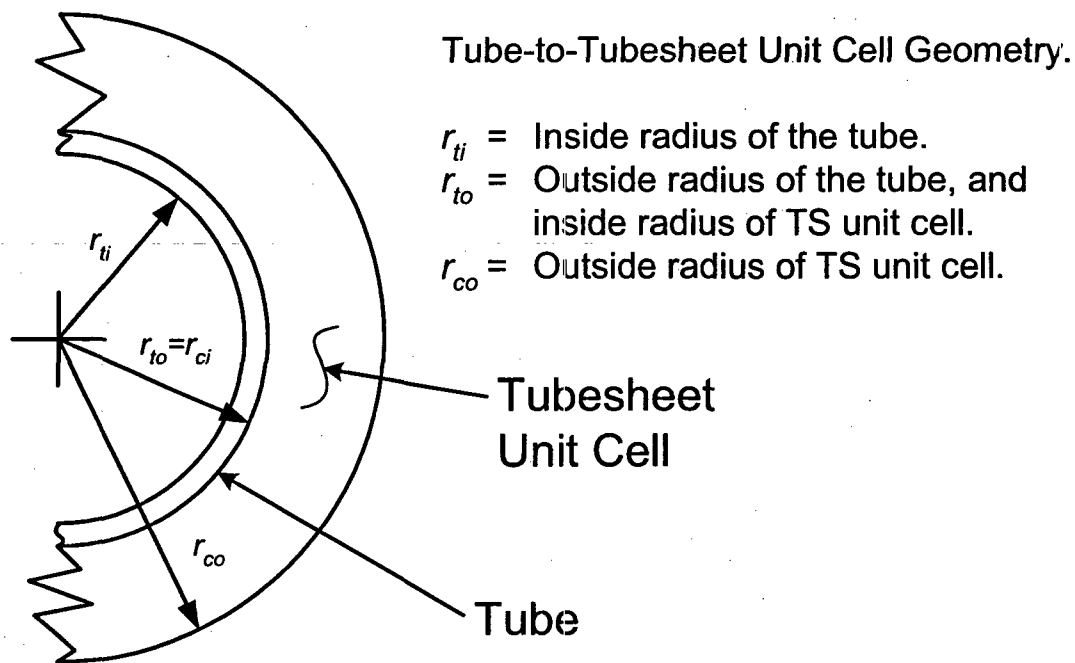 Tube-to-Tubesheet Unit Cell Geometry.
r_ti = Inside radius of the tube.
r_to = Outside radius of the tube, and
inside radius of TS unit cell.
r_co = Outside radius of TS unit cell.
r_ti
r_to=r_ci
Tubesheet
Unit Cell
r_co
Tube